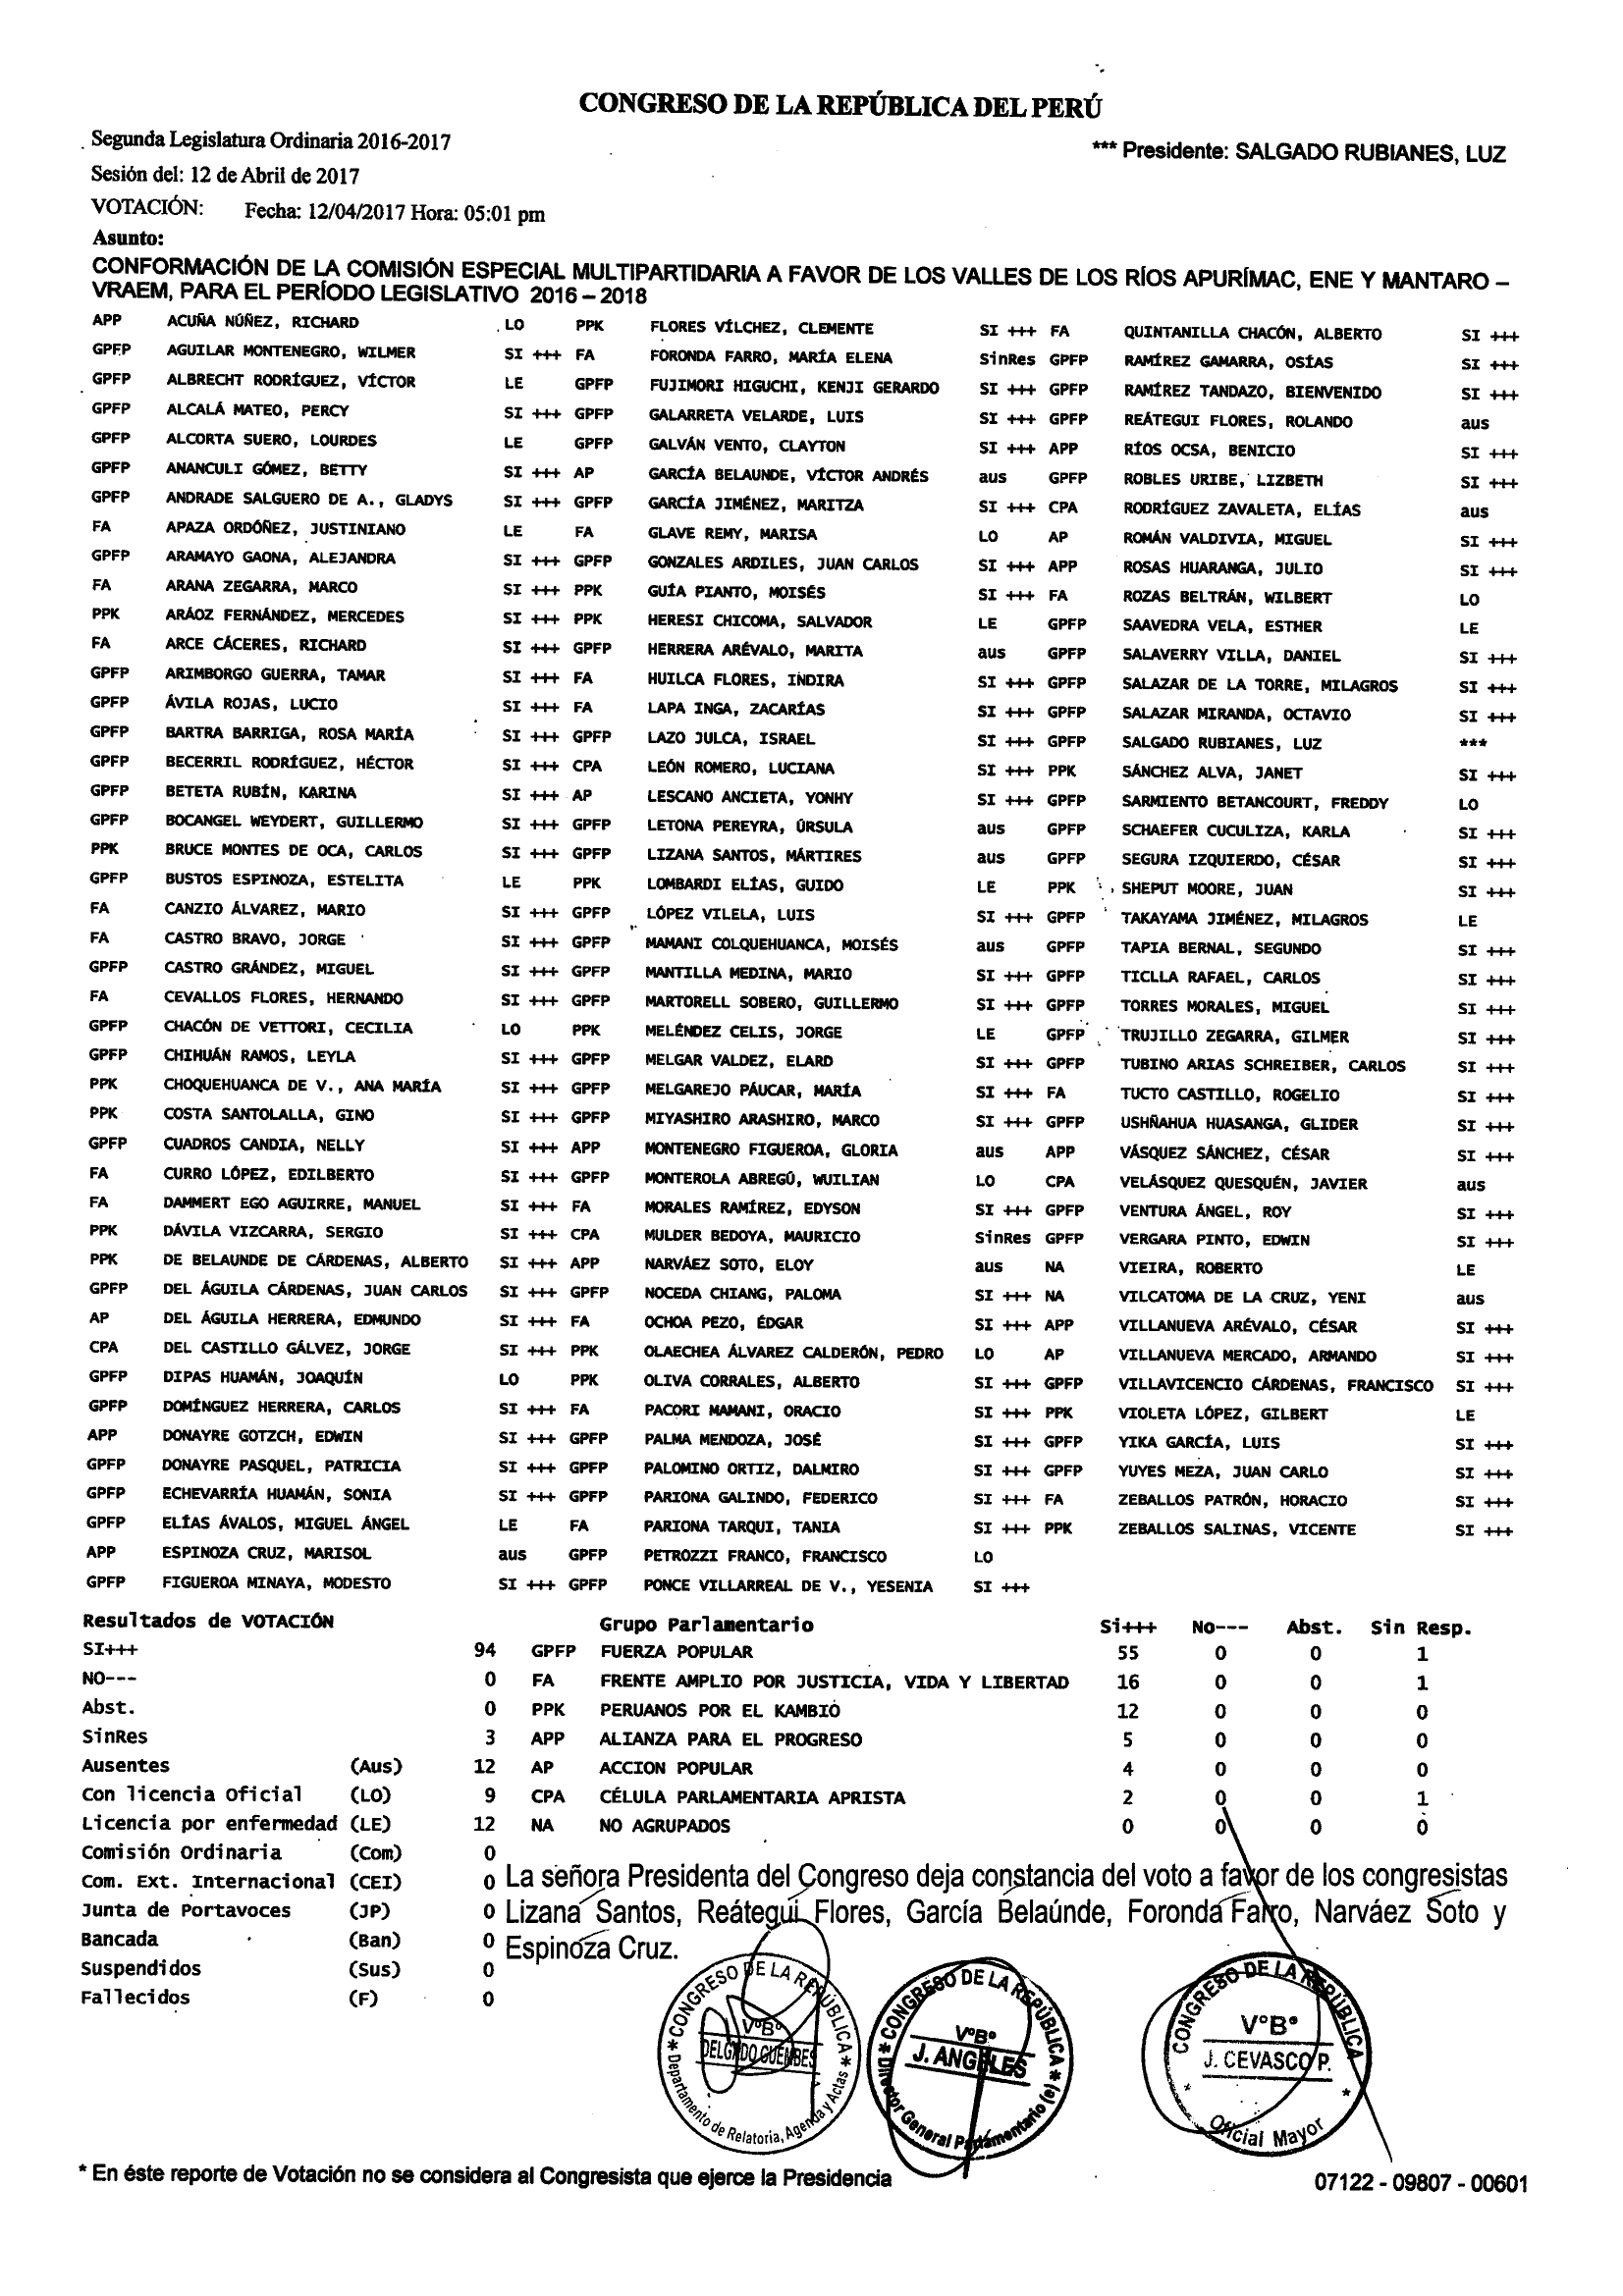 CONGRESO DE LA REPÚBLICA DEL PERÚ
Segunda Legislatura Ordinaria 2016-2017
*** Presidente: SALGADO RUBIANES, LUZ
Sesión del: 12 de Abril de 2017
VOTACIÓN: Fecha: 12/04/2017 Hora: 05:01 pm
Asunto:
CONFORMACIÓN DE LA COMISIÓN ESPECIAL MULTIPARTIDARIA A FAVOR DE LOS VALLES DE LOS RÍOS APURÍMAC, ENE Y MANTARO –
VRAEM, PARA EL PERÍODO LEGISLATIVO 2016 – 2018
APP ACUÑA NÚÑEZ, RICHARD LO PPK FLORES VÍLCHEZ, CLEMENTE SI +++ FA QUINTANILLA CHACÓN, ALBERTO SI +++
GPFP AGUILAR MONTENEGRO, WILMER SI +++ FA FORONDA FARRO, MARÍA ELENA SinRes GPFP RAMÍREZ GAMARRA, OSÍAS SI +++
GPFP ALBRECHT RODRÍGUEZ, VÍCTOR LE GPFP FUJIMORI HIGUCHI, KENJI GERARDO SI +++ GPFP RAMÍREZ TANDAZO, BIENVENIDO SI +++
GPFP ALCALÁ MATEO, PERCY SI +++ GPFP GALARRETA VELARDE, LUIS SI +++ GPFP REÁTEGUI FLORES, ROLANDO aus
GPFP ALCORTA SUERO, LOURDES LE GPFP GALVÁN VENTO, CLAYTON SI +++ APP RÍOS OCSA, BENICIO SI +++
GPFP ANANCULI GÓMEZ, BETTY SI +++ AP GARCÍA BELAUNDE, VÍCTOR ANDRÉS aus GPFP ROBLES URIBE, LIZBETH SI +++
GPFP ANDRADE SALGUERO DE A., GLADYS SI +++ GPFP GARCÍA JIMÉNEZ, MARITZA SI +++ CPA RODRÍGUEZ ZAVALETA, ELÍAS aus
FA APAZA ORDÓÑEZ, JUSTINIANO LE FA GLAVE REMY, MARISA LO AP ROMÁN VALDIVIA, MIGUEL SI +++
GPFP ARAMAYO GAONA, ALEJANDRA SI +++ GPFP GONZALES ARDILES, JUAN CARLOS SI +++ APP ROSAS HUARANGA, JULIO SI +++
FA ARANA ZEGARRA, MARCO SI +++ PPK GUÍA PIANTO, MOISÉS SI +++ FA ROZAS BELTRÁN, WILBERT LO
PPK ARÁOZ FERNÁNDEZ, MERCEDES SI +++ PPK HERESI CHICOMA, SALVADOR LE GPFP SAAVEDRA VELA, ESTHER LE
FA ARCE CÁCERES, RICHARD SI +++ GPFP HERRERA ARÉVALO, MARITA aus GPFP SALAVERRY VILLA, DANIEL SI +++
GPFP ARIMBORGO GUERRA, TAMAR SI +++ FA HUILCA FLORES, INDIRA SI +++ GPFP SALAZAR DE LA TORRE, MILAGROS SI +++
GPFP ÁVILA ROJAS, LUCIO SI +++ FA LAPA INGA, ZACARÍAS SI +++ GPFP SALAZAR MIRANDA, OCTAVIO SI +++
GPFP BARTRA BARRIGA, ROSA MARÍA SI +++ GPFP LAZO JULCA, ISRAEL SI +++ GPFP SALGADO RUBIANES, LUZ ***
GPFP BECERRIL RODRÍGUEZ, HÉCTOR SI +++ CPA LEÓN ROMERO, LUCIANA SI +++ PPK SÁNCHEZ ALVA, JANET SI +++
GPFP BETETA RUBÍN, KARINA SI +++ AP LESCANO ANCIETA, YONHY SI +++ GPFP SARMIENTO BETANCOURT, FREDDY LO
GPFP BOCANGEL WEYDERT, GUILLERMO SI +++ GPFP LETONA PEREYRA, ÚRSULA aus GPFP SCHAEFER CUCULIZA, KARLA SI +++
PPK BRUCE MONTES DE OCA, CARLOS SI +++ GPFP LIZANA SANTOS, MÁRTIRES aus GPFP SEGURA IZQUIERDO, CÉSAR SI +++
GPFP BUSTOS ESPINOZA, ESTELITA LE PPK LOMBARDI ELÍAS, GUIDO LE PPK SHEPUT MOORE, JUAN SI +++
FA CANZIO ÁLVAREZ, MARIO SI +++ GPFP LÓPEZ VILELA, LUIS SI +++ GPFP TAKAYAMA JIMÉNEZ, MILAGROS LE
FA CASTRO BRAVO, JORGE SI +++ GPFP MAMANI COLQUEHUANCA, MOISÉS aus GPFP TAPIA BERNAL, SEGUNDO SI +++
GPFP CASTRO GRÁNDEZ, MIGUEL SI +++ GPFP MANTILLA MEDINA, MARIO SI +++ GPFP TICLLA RAFAEL, CARLOS SI +++
FA CEVALLOS FLORES, HERNANDO SI +++ GPFP MARTORELL SOBERO, GUILLERMO SI +++ GPFP TORRES MORALES, MIGUEL SI +++
GPFP CHACÓN DE VETTORI, CECILIA LO PPK MELÉNDEZ CELIS, JORGE LE GPFP TRUJILLO ZEGARRA, GILMER SI +++
GPFP CHIHUÁN RAMOS, LEYLA SI +++ GPFP MELGAR VALDEZ, ELARD SI +++ GPFP TUBINO ARIAS SCHREIBER, CARLOS SI +++
PPK CHOQUEHUANCA DE V., ANA MARÍA SI +++ GPFP MELGAREJO PÁUCAR, MARÍA SI +++ FA TUCTO CASTILLO, ROGELIO SI +++
PPK COSTA SANTOLALLA, GINO SI +++ GPFP MIYASHIRO ARASHIRO, MARCO SI +++ GPFP USHÑAHUA HUASANGA, GLIDER SI +++
GPFP CUADROS CANDIA, NELLY SI +++ APP MONTENEGRO FIGUEROA, GLORIA aus APP VÁSQUEZ SÁNCHEZ, CÉSAR SI +++
FA CURRO LÓPEZ, EDILBERTO SI +++ GPFP MONTEROLA ABREGÚ, WUILIAN LO CPA VELÁSQUEZ QUESQUÉN, JAVIER aus
FA DAMMERT EGO AGUIRRE, MANUEL SI +++ FA MORALES RAMÍREZ, EDYSON SI +++ GPFP VENTURA ÁNGEL, ROY SI +++
PPK DÁVILA VIZCARRA, SERGIO SI +++ CPA MULDER BEDOYA, MAURICIO SinRes GPFP VERGARA PINTO, EDWIN SI +++
PPK DE BELAUNDE DE CÁRDENAS, ALBERTO SI +++ APP NARVÁEZ SOTO, ELOY aus NA VIEIRA, ROBERTO LE
GPFP DEL ÁGUILA CÁRDENAS, JUAN CARLOS SI +++ GPFP NOCEDA CHIANG, PALOMA SI +++ NA VILCATOMA DE LA CRUZ, YENI aus
AP DEL ÁGUILA HERRERA, EDMUNDO SI +++ FA OCHOA PEZO, ÉDGAR SI +++ APP VILLANUEVA ARÉVALO, CÉSAR SI +++
CPA DEL CASTILLO GÁLVEZ, JORGE SI +++ PPK OLAECHEA ÁLVAREZ CALDERÓN, PEDRO LO AP VILLANUEVA MERCADO, ARMANDO SI +++
GPFP DIPAS HUAMÁN, JOAQUÍN LO PPK OLIVA CORRALES, ALBERTO SI +++ GPFP VILLAVICENCIO CÁRDENAS, FRANCISCO SI +++
GPFP DOMÍNGUEZ HERRERA, CARLOS SI +++ FA PACORI MAMANI, ORACIO SI +++ PPK VIOLETA LÓPEZ, GILBERT LE
APP DONAYRE GOTZCH, EDWIN SI +++ GPFP PALMA MENDOZA, JOSÉ SI +++ GPFP YIKA GARCÍA, LUIS SI +++
GPFP DONAYRE PASQUEL, PATRICIA SI +++ GPFP PALOMINO ORTIZ, DALMIRO SI +++ GPFP YUYES MEZA, JUAN CARLO SI +++
GPFP ECHEVARRÍA HUAMÁN, SONIA SI +++ GPFP PARIONA GALINDO, FEDERICO SI +++ FA ZEBALLOS PATRÓN, HORACIO SI +++
GPFP ELÍAS ÁVALOS, MIGUEL ÁNGEL LE FA PARIONA TARQUI, TANIA SI +++ PPK ZEBALLOS SALINAS, VICENTE SI +++
APP ESPINOZA CRUZ, MARISOL aus GPFP PETROZZI FRANCO, FRANCISCO LO
GPFP FIGUEROA MINAYA, MODESTO SI +++ GPFP PONCE VILLARREAL DE V., YESENIA SI +++
Resultados de VOTACIÓN Grupo Parlamentario Si+++ No--- Abst. Sin Resp.
SI+++ 94 GPFP FUERZA POPULAR 55 0 0 1
NO--- 0 FA FRENTE AMPLIO POR JUSTICIA, VIDA Y LIBERTAD 16 0 0 1
Abst. 0 PPK PERUANOS POR EL KAMBIO 12 0 0 0
SinRes 3 APP ALIANZA PARA EL PROGRESO 5 0 0 0
Ausentes (Aus) 12 AP ACCION POPULAR 4 0 0 0
Con licencia Oficial (LO) 9 CPA CÉLULA PARLAMENTARIA APRISTA 2 0 0 1
Licencia por enfermedad (LE) 12 NA NO AGRUPADOS 0 0 0 0
Comisión Ordinaria (Com) 0
Com. Ext. Internacional (CEI) 0
Junta de Portavoces (JP) 0
Bancada (Ban) 0
Suspendidos (Sus) 0
Fallecidos (F) 0
La señora Presidenta del Congreso deja constancia del voto a favor de los congresistas
Lizana Santos, Reátegui Flores, García Belaúnde, Foronda Farro, Narváez Soto y
Espinoza Cruz.
CONGRESO DE LA REPÚBLICA
V°B°
DELGADO GUEMBES
Departamento de Relatoria, Agenda y Actas
CONGRESO DE LA REPÚBLICA
V°B°
J. ANGELES
Director General Parlamentario (e)
CONGRESO DE LA REPÚBLICA
V°B°
J. CEVASCO P.
Oficial Mayor
* En éste reporte de Votación no se considera al Congresista que ejerce la Presidencia
07122 - 09807 - 00601